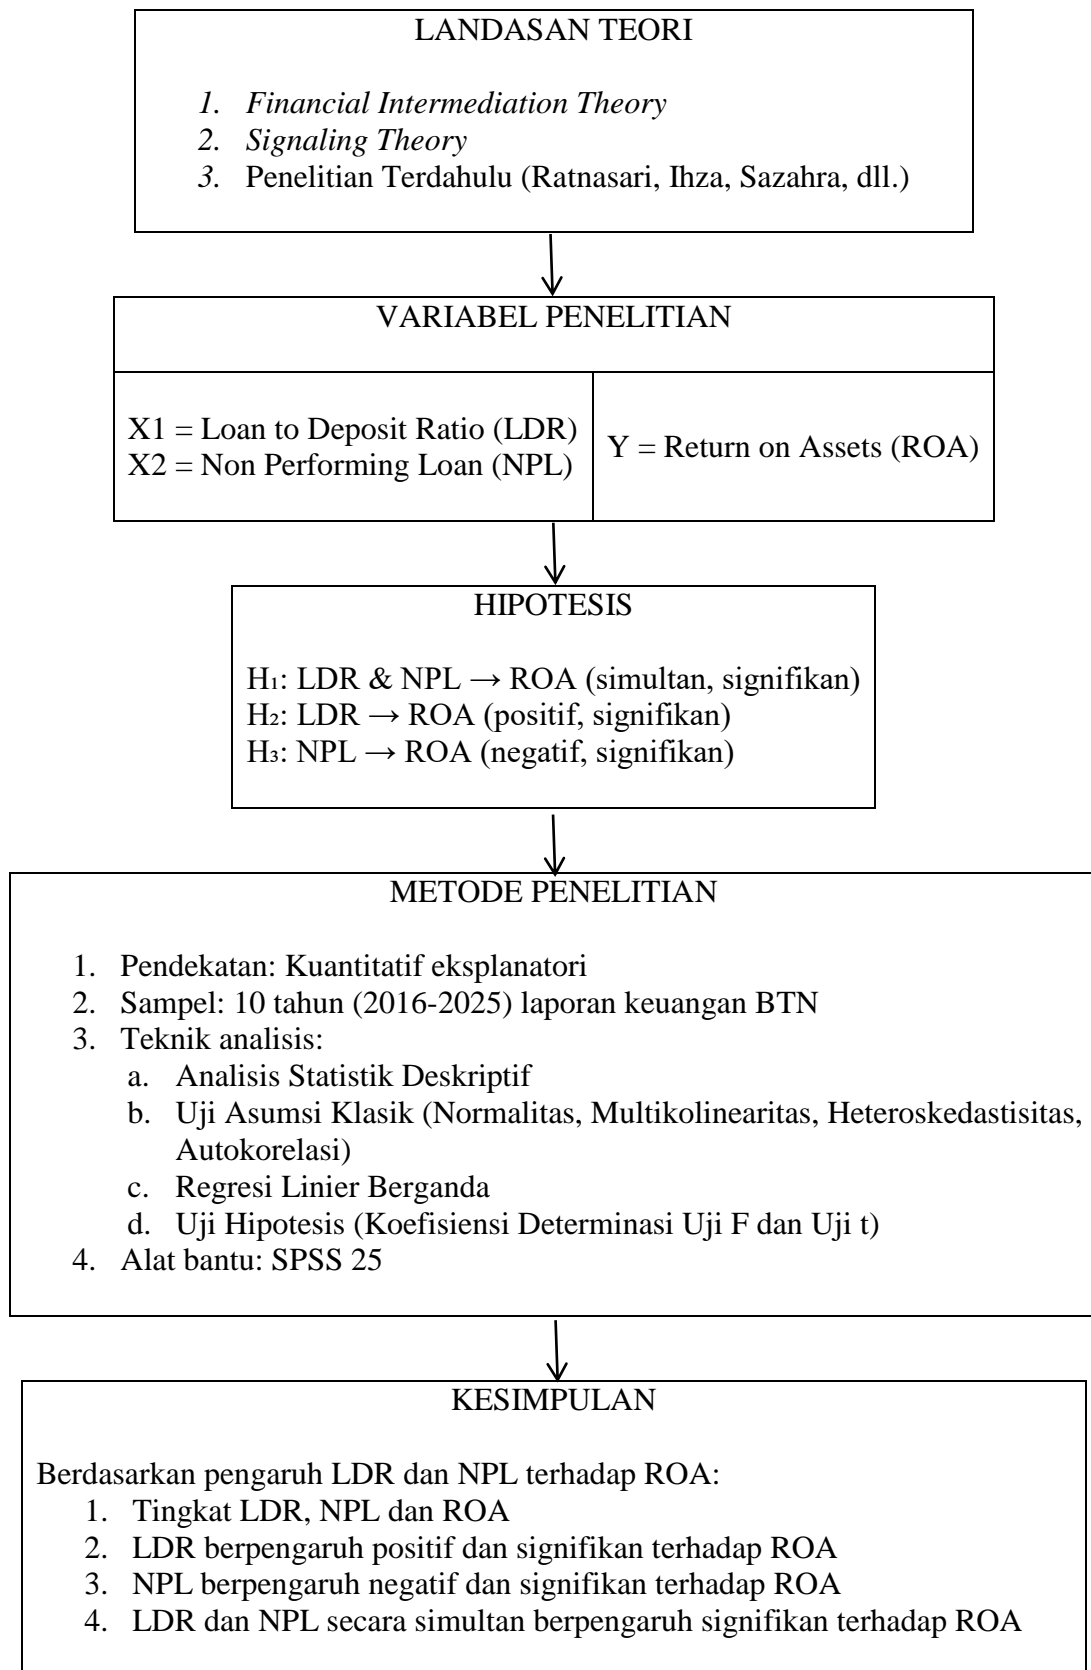 LANDASAN TEORI
1. Financial Intermediation Theory
2. Signaling Theory
3. Penelitian Terdahulu (Ratnasari, Ihza, Sazahra, dll.)
VARIABEL PENELITIAN
X1 = Loan to Deposit Ratio (LDR)
X2 = Non Performing Loan (NPL)
Y = Return on Assets (ROA)
HIPOTESIS
H₁: LDR & NPL → ROA (simultan, signifikan)
H₂: LDR → ROA (positif, signifikan)
H₃: NPL → ROA (negatif, signifikan)
METODE PENELITIAN
1. Pendekatan: Kuantitatif eksplanatori
2. Sampel: 10 tahun (2016-2025) laporan keuangan BTN
3. Teknik analisis:
a. Analisis Statistik Deskriptif
b. Uji Asumsi Klasik (Normalitas, Multikolinearitas, Heteroskedastisitas,
Autokorelasi)
c. Regresi Linier Berganda
d. Uji Hipotesis (Koefisiensi Determinasi Uji F dan Uji t)
4. Alat bantu: SPSS 25
KESIMPULAN
Berdasarkan pengaruh LDR dan NPL terhadap ROA:
1. Tingkat LDR, NPL dan ROA
2. LDR berpengaruh positif dan signifikan terhadap ROA
3. NPL berpengaruh negatif dan signifikan terhadap ROA
4. LDR dan NPL secara simultan berpengaruh signifikan terhadap ROA